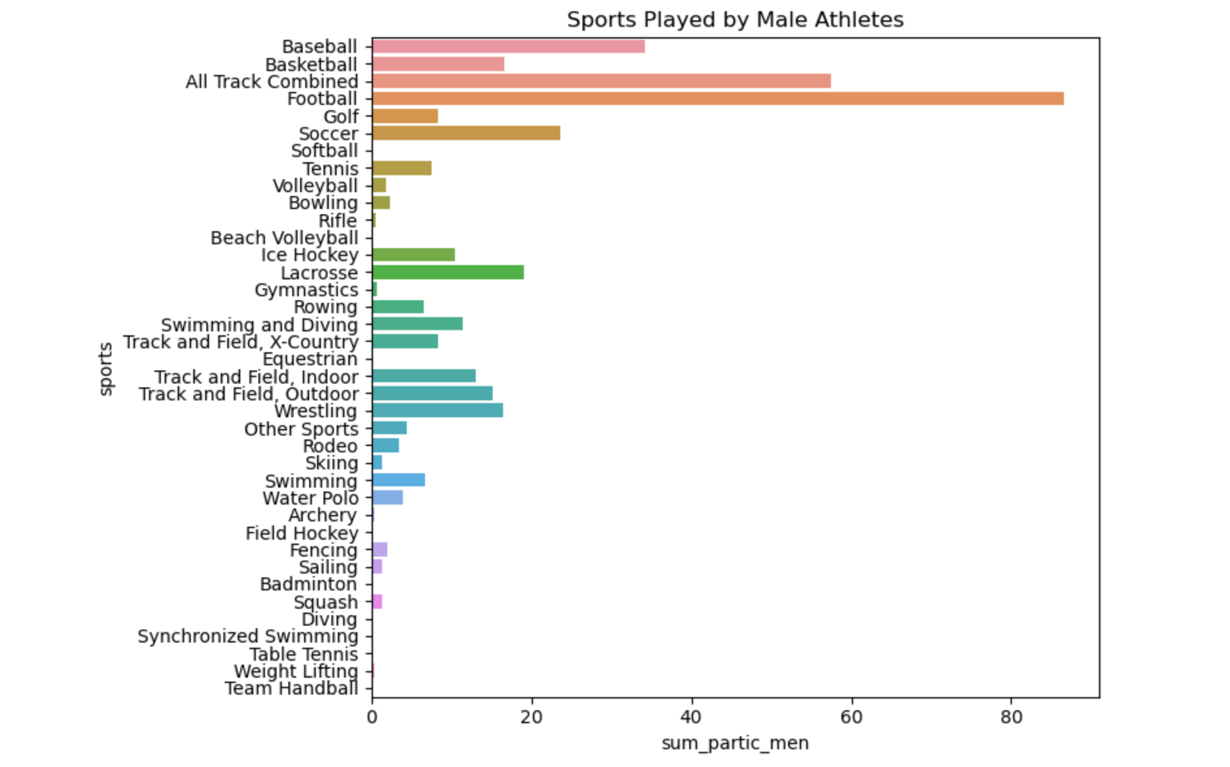 Sports Played by Male Athletes
Baseball
Basketball
All Track Combined
Football
Golf
Soccer
Softball
Tennis
Volleyball
Bowling
Rifle
Beach Volleyball
Ice Hockey
Lacrosse
Gymnastics
Rowing
Swimming and Diving
Track and Field, X-Country
Equestrian
Track and Field, Indoor
Track and Field, Outdoor
Wrestling
Other Sports
Rodeo
Skiing
Swimming
Water Polo
Archery
Field Hockey
Fencing
Sailing
Badminton
Squash
Diving
Synchronized Swimming
Table Tennis
Weight Lifting
Team Handball
sports
0 20 40 60 80
sum_partic_men